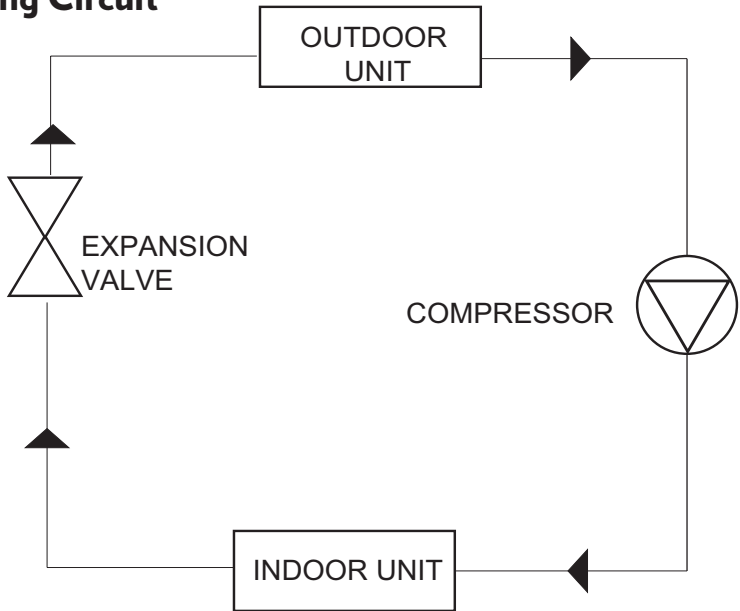 ng Circuit
OUTDOOR
UNIT
EXPANSION
VALVE
COMPRESSOR
INDOOR UNIT